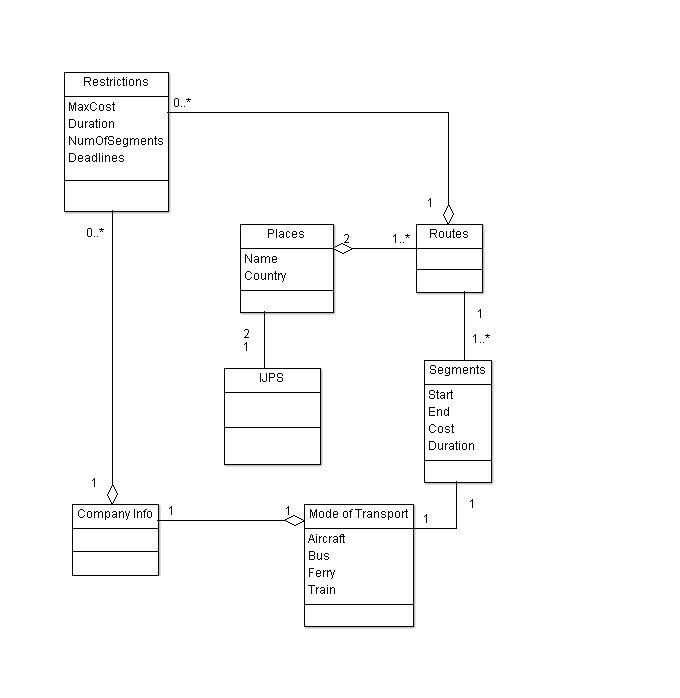 Restrictions
MaxCost
Duration
NumOfSegments
Deadlines
0..*
0..*
1
Places
Name
Country
2
1..*
Routes
1
1..*
2
1
IJPS
Segments
Start
End
Cost
Duration
1
Company Info
1
1
Mode of Transport
Aircraft
Bus
Ferry
Train
1
1